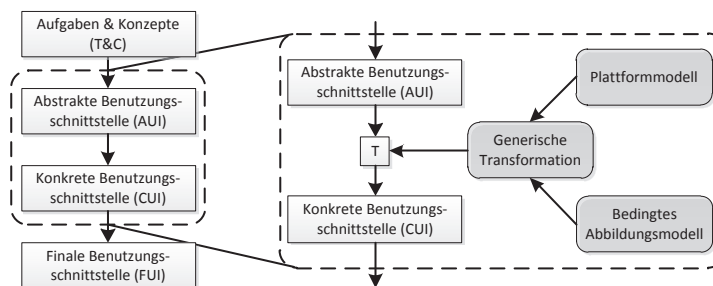 Aufgaben & Konzepte
(T&C)
Abstrakte Benutzungs-
schnittstelle (AUI)
Konkrete Benutzungs-
schnittstelle (CUI)
Finale Benutzungs-
schnittstelle (FUI)
Abstrakte Benutzungs-
schnittstelle (AUI)
T
Konkrete Benutzungs-
schnittstelle (CUI)
Plattformmodell
Generische
Transformation
Bedingtes
Abbildungsmodell